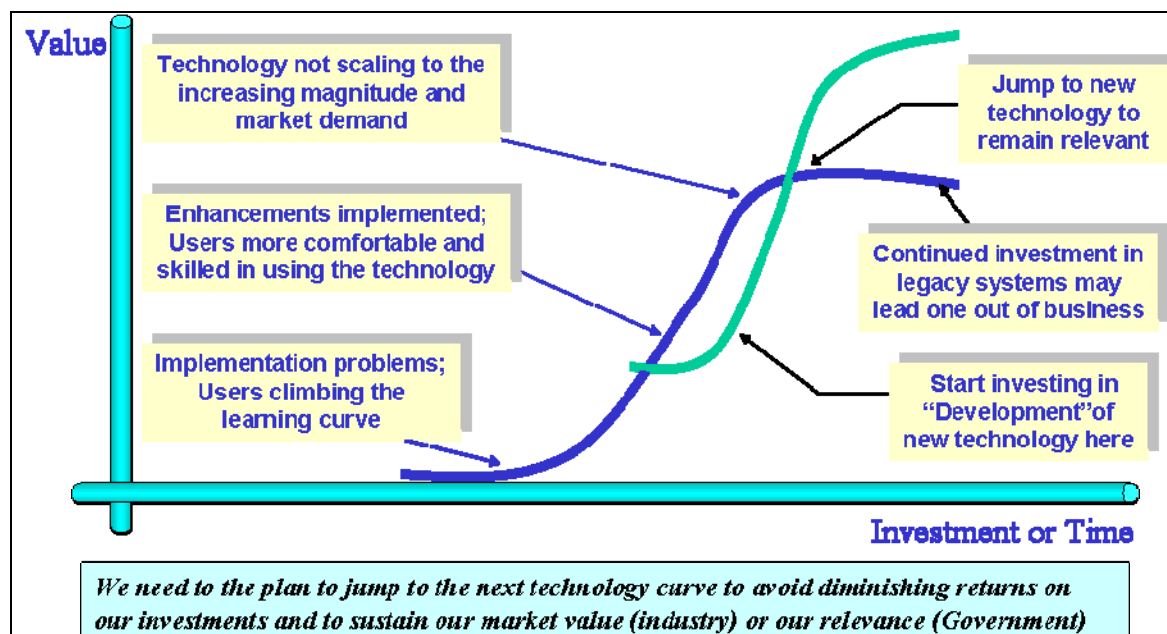 Value
Technology not scaling to the
increasing magnitude and
market demand
Jump to new
technology to
remain relevant
Enhancements implemented;
Users more comfortable and
skilled in using the technology
Continued investment in
legacy systems may
lead one out of business
Implementation problems;
Users climbing the
learning curve
Start investing in
“Development”of
new technology here
Investment or Time
We need to the plan to jump to the next technology curve to avoid diminishing returns on
our investments and to sustain our market value (industry) or our relevance (Government)